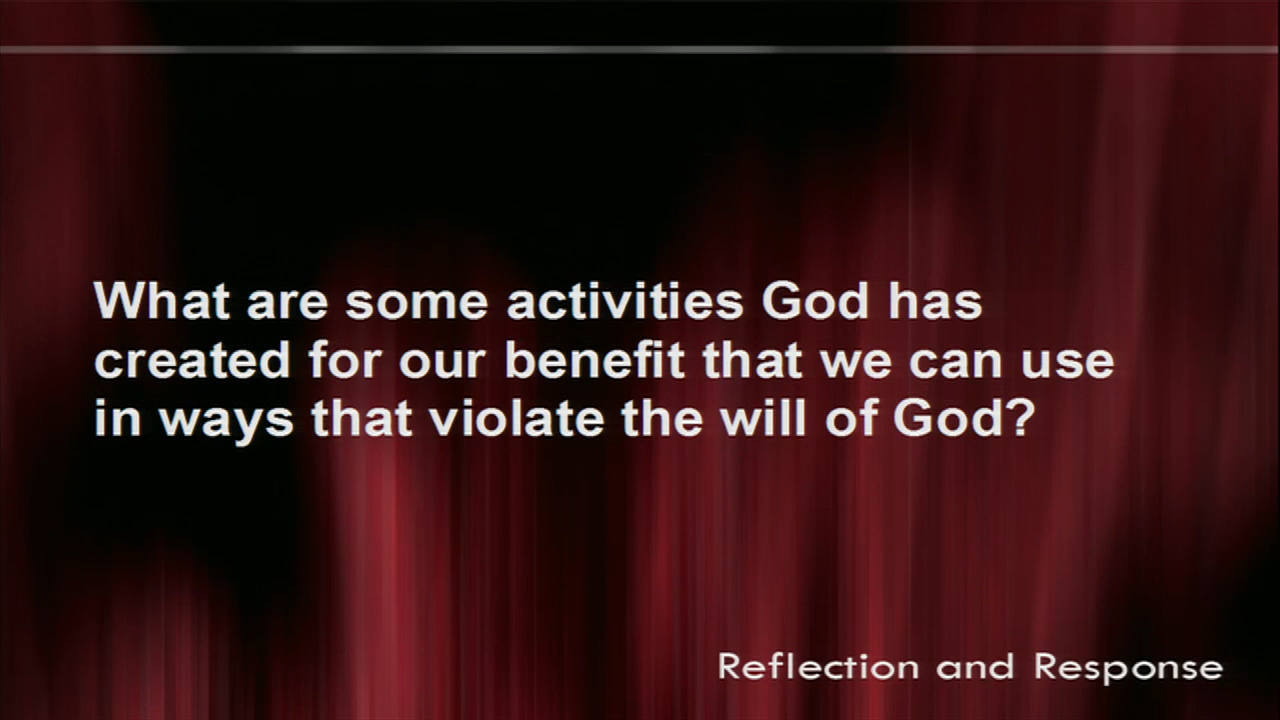 What are some activities God has
created for our benefit that we can use
in ways that violate the will of God?
Reflection and Response